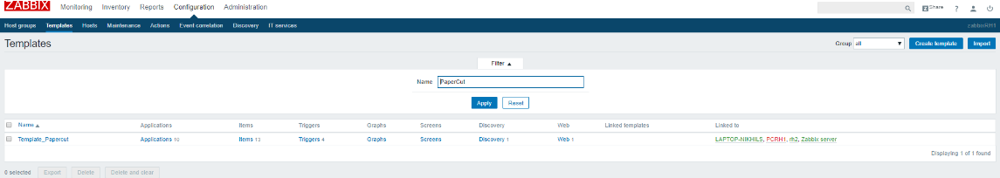 ZABBIX Monitoring Inventory Reports Configuration Administration Share ?
Host groups Templates Hosts Maintenance Actions Event correlation Discovery IT services zabbixRH1
Templates Group all Create template Import
Filter ▲
Name PaperCut
Apply Reset
Name ▲ Applications Items Triggers Graphs Screens Discovery Web Linked templates Linked to
Template_Papercut Applications 10 Items 13 Triggers 4 Graphs Screens Discovery 1 Web 1 LAPTOP-NIKHILS, PCRH1, rh2, Zabbix server
Displaying 1 of 1 found
0 selected Export Delete Delete and clear